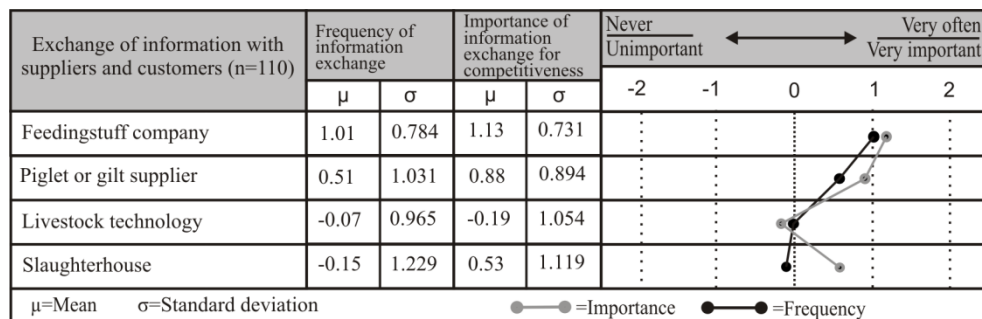 Exchange of information with
suppliers and customers (n=110)
Frequency of
information
exchange
Importance of
information
exchange for
competitiveness
Never
Unimportant
Very often
Very important
μ σ μ σ
-2 -1 0 1 2
Feedingstuff company 1.01 0.784 1.13 0.731
Piglet or gilt supplier 0.51 1.031 0.88 0.894
Livestock technology -0.07 0.965 -0.19 1.054
Slaughterhouse -0.15 1.229 0.53 1.119
μ=Mean σ=Standard deviation =Importance =Frequency